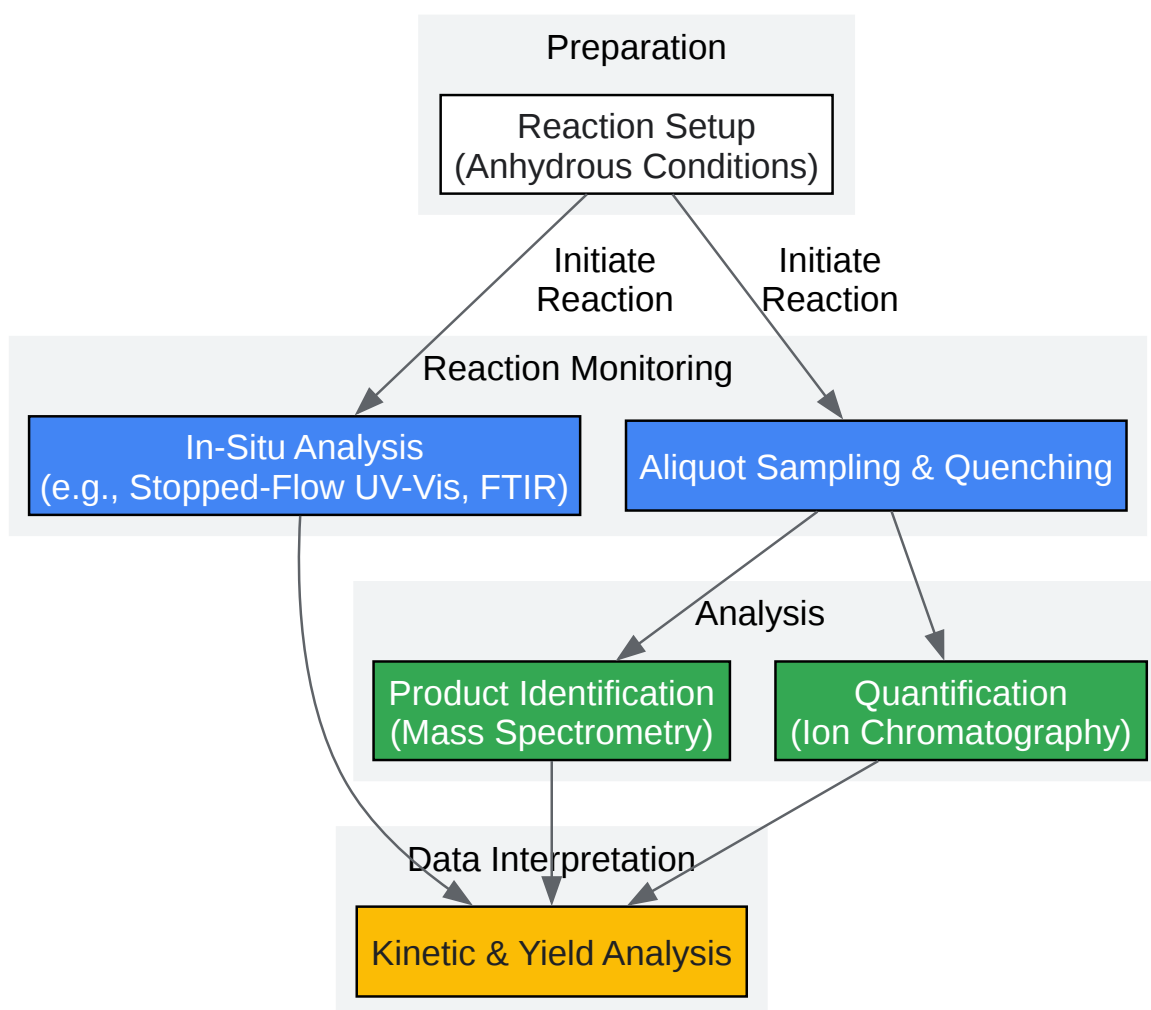 Preparation
Reaction Setup
(Anhydrous Conditions)
Initiate
Reaction
Initiate
Reaction
Reaction Monitoring
In-Situ Analysis
(e.g., Stopped-Flow UV-Vis, FTIR)
Aliquot Sampling & Quenching
Analysis
Product Identification
(Mass Spectrometry)
Quantification
(Ion Chromatography)
Data Interpretation
Kinetic & Yield Analysis